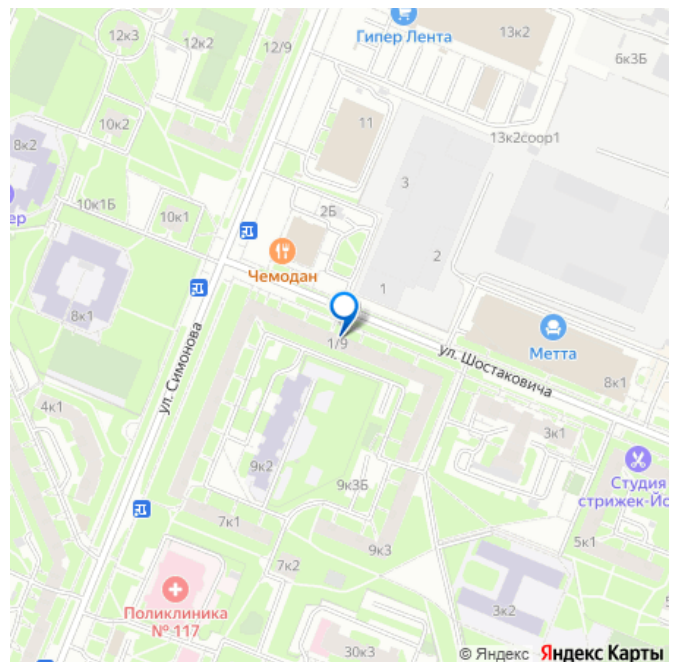 12к3
12к2
12/9
Гипер Лента
13к2
6к3Б
10к2
11
13к2соор1
8к2
ер
10к1Б
10к1
2Б
3
Чемодан
2
1
8к1
ул. Симонова
1/9
ул. Шостаковича
Метта
8к1
4к1
3к1
9к2
9к3Б
Студия
стрижек-Йо
7к1
9к3
5к1
7к2
Поликлиника
№ 117
3к2
30к3
© Яндекс Яндекс Карты